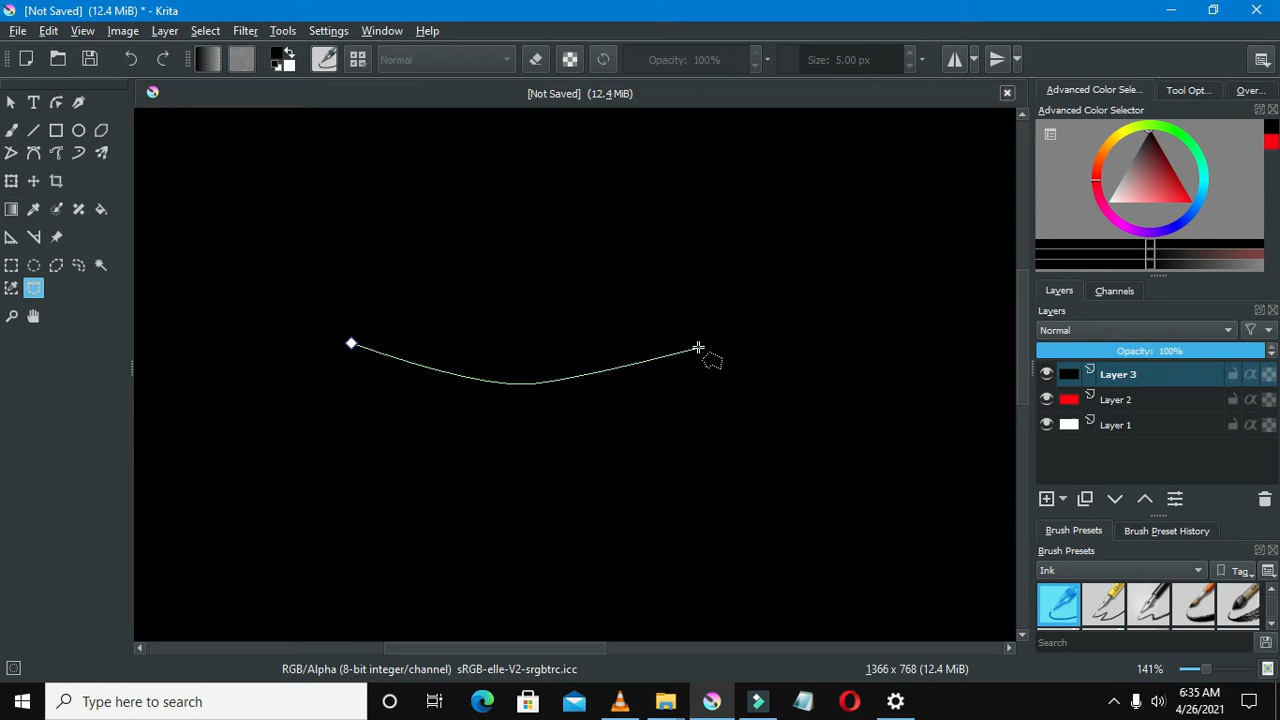 [Not Saved] (12.4 MiB) * - Krita
File Edit View Image Layer Select Filter Tools Settings Window Help
Normal
Opacity: 100%
Size: 5.00 px
[Not Saved] (12.4 MiB)
Advanced Color Sele...
Tool Opt...
Over...
Advanced Color Selector
Layers
Channels
Layers
Normal
Opacity: 100%
Layer 3
Layer 2
Layer 1
Brush Presets
Brush Preset History
Brush Presets
Ink
Tag
Search
RGB/Alpha (8-bit integer/channel) sRGB-elle-V2-srgbtrc.icc
1366 x 768 (12.4 MiB)
141%
Type here to search
6:35 AM
4/26/2021